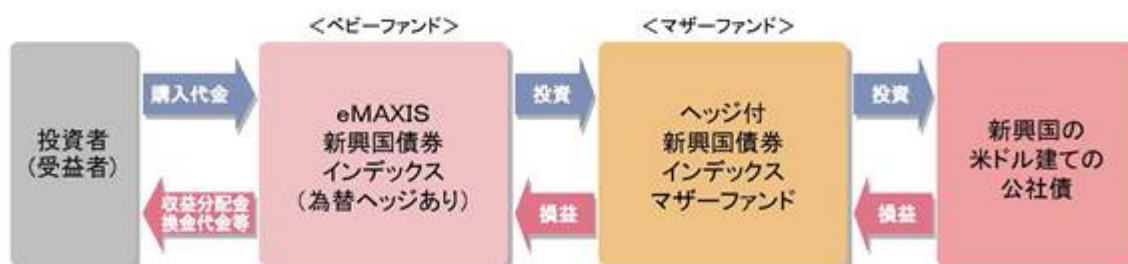 ＜ベビーファンド＞
＜マザーファンド＞
投資者
(受益者)
購入代金
収益分配金
換金代金等
eMAXIS
新興国債券
インデックス
(為替ヘッジあり)
投資
損益
ヘッジ付
新興国債券
インデックス
マザーファンド
投資
損益
新興国の
米ドル建ての
公社債